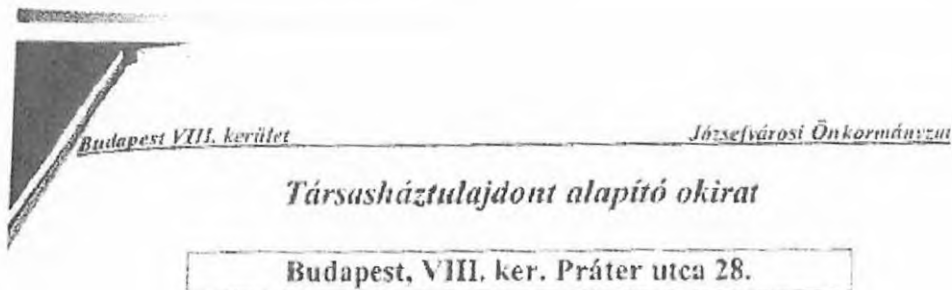 Budapest VIII. kerület
Józsefvárosi Önkormányzat
Társasháztulajdont alapító okirat
Budapest, VIII. ker. Práter utca 28.